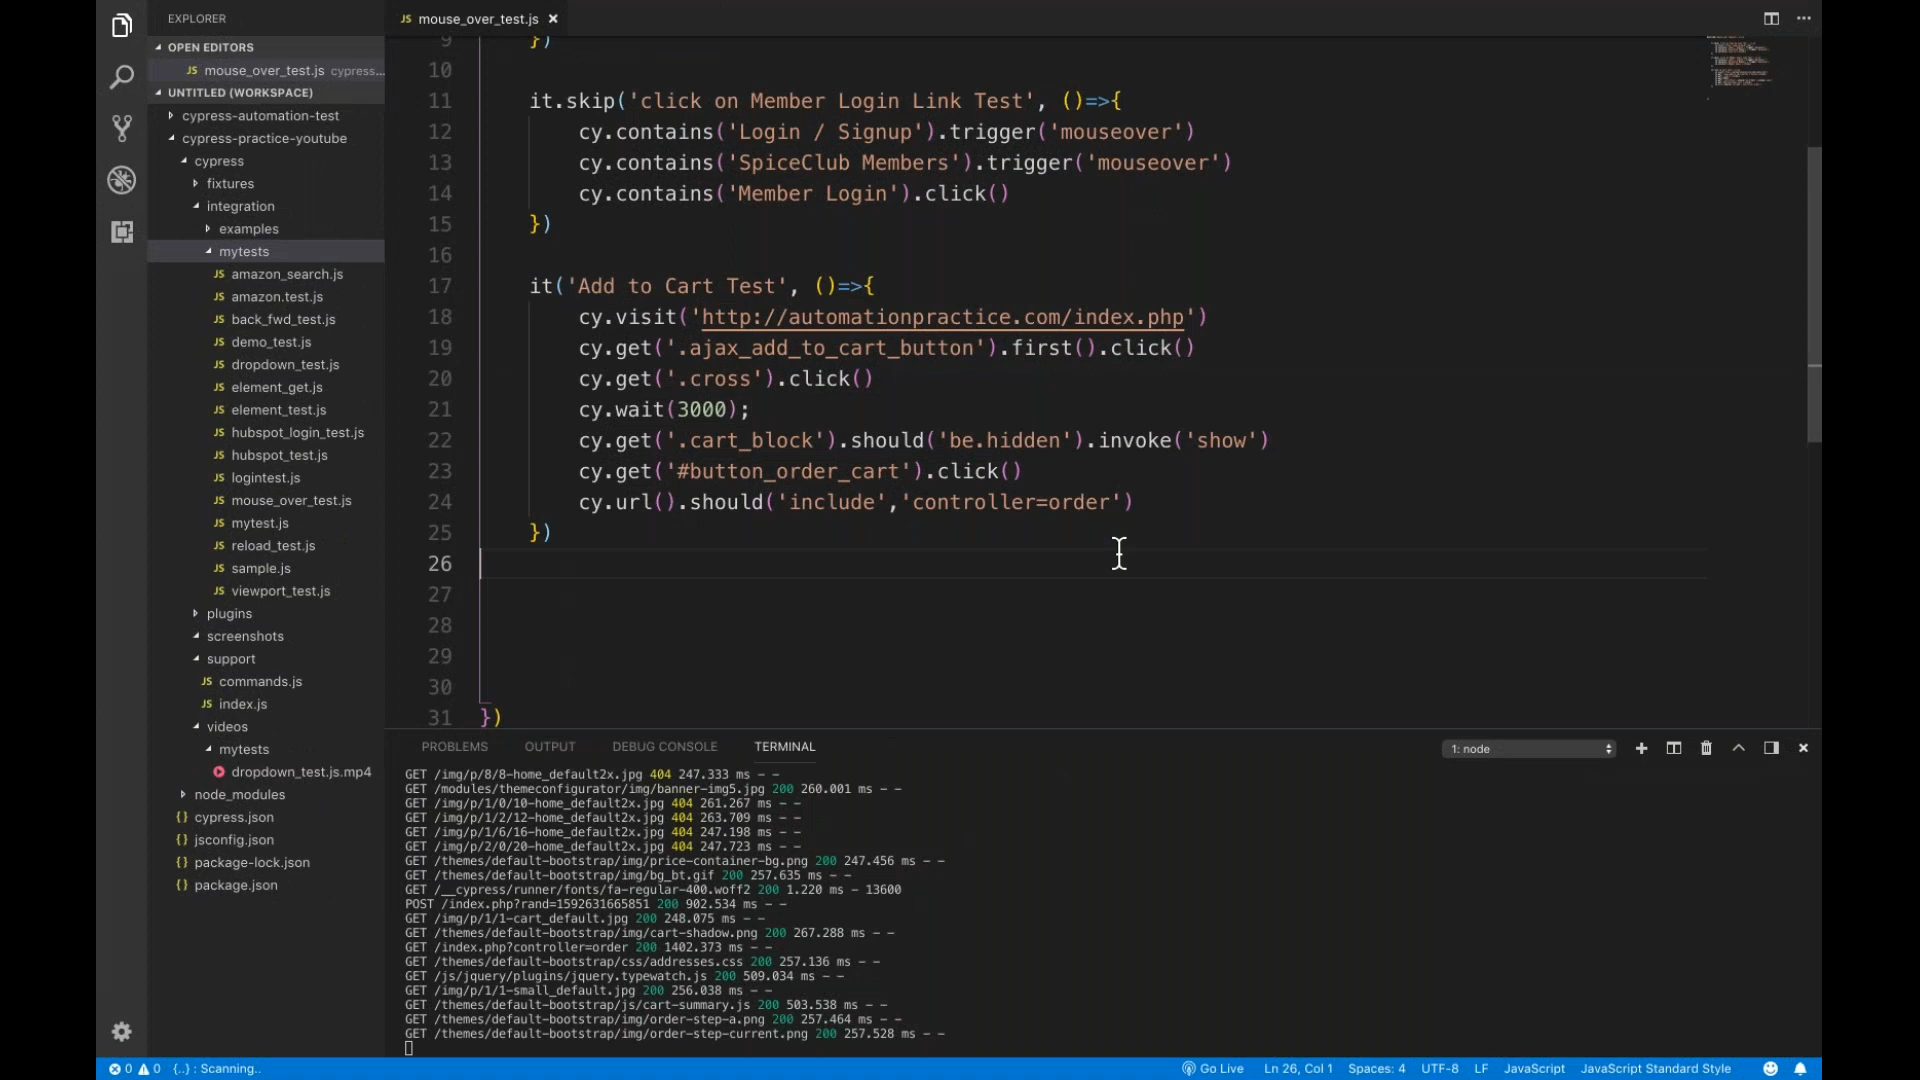 EXPLORER
mouse_over_test.js
OPEN EDITORS
JS mouse_over_test.js cypress...
UNTITLED (WORKSPACE)
cypress-automation-test
cypress-practice-youtube
cypress
fixtures
integration
examples
mytests
JS amazon_search.js
JS amazon.test.js
JS back_fwd_test.js
JS demo_test.js
JS dropdown_test.js
JS element_get.js
JS element_test.js
JS hubspot_login_test.js
JS hubspot_test.js
JS logintest.js
JS mouse_over_test.js
JS mytest.js
JS reload_test.js
JS sample.js
JS viewport_test.js
plugins
screenshots
support
JS commands.js
JS index.js
videos
mytests
dropdown_test.js.mp4
node_modules
{} cypress.json
{} jsconfig.json
{} package-lock.json
{} package.json
JS mouse_over_test.js ×
9 })
10
11 it.skip('click on Member Login Link Test', ()=>{
12 cy.contains('Login / Signup').trigger('mouseover')
13 cy.contains('SpiceClub Members').trigger('mouseover')
14 cy.contains('Member Login').click()
15 })
16
17 it('Add to Cart Test', ()=>{
18 cy.visit('http://automationpractice.com/index.php')
19 cy.get('.ajax_add_to_cart_button').first().click()
20 cy.get('.cross').click()
21 cy.wait(3000);
22 cy.get('.cart_block').should('be.hidden').invoke('show')
23 cy.get('#button_order_cart').click()
24 cy.url().should('include','controller=order')
25 })
26
27
28
29
30
31 })
PROBLEMS OUTPUT DEBUG CONSOLE TERMINAL 1: node
GET /img/p/8/8-home_default2x.jpg 404 247.333 ms - -
GET /modules/themeconfigurator/img/banner-img5.jpg 200 260.001 ms - -
GET /img/p/1/0/10-home_default2x.jpg 404 261.267 ms - -
GET /img/p/1/2/12-home_default2x.jpg 404 263.709 ms - -
GET /img/p/1/6/16-home_default2x.jpg 404 247.198 ms - -
GET /img/p/2/0/20-home_default2x.jpg 404 247.723 ms - -
GET /themes/default-bootstrap/img/price-container-bg.png 200 247.456 ms - -
GET /themes/default-bootstrap/img/bg_bt.gif 200 257.635 ms - -
GET /__cypress/runner/fonts/fa-regular-400.woff2 200 1.220 ms - 13600
POST /index.php?rand=1592631665851 200 902.534 ms - -
GET /img/p/1/1-cart_default.jpg 200 248.075 ms - -
GET /themes/default-bootstrap/img/cart-shadow.png 200 267.288 ms - -
GET /index.php?controller=order 200 1402.373 ms - -
GET /themes/default-bootstrap/css/addresses.css 200 257.136 ms - -
GET /js/jquery/plugins/jquery.typewatch.js 200 509.034 ms - -
GET /img/p/1/1-small_default.jpg 200 256.038 ms - -
GET /themes/default-bootstrap/js/cart-summary.js 200 503.538 ms - -
GET /themes/default-bootstrap/img/order-step-a.png 200 257.464 ms - -
GET /themes/default-bootstrap/img/order-step-current.png 200 257.528 ms - -
0 0 {..} : Scanning.. Go Live Ln 26, Col 1 Spaces: 4 UTF-8 LF JavaScript JavaScript Standard Style